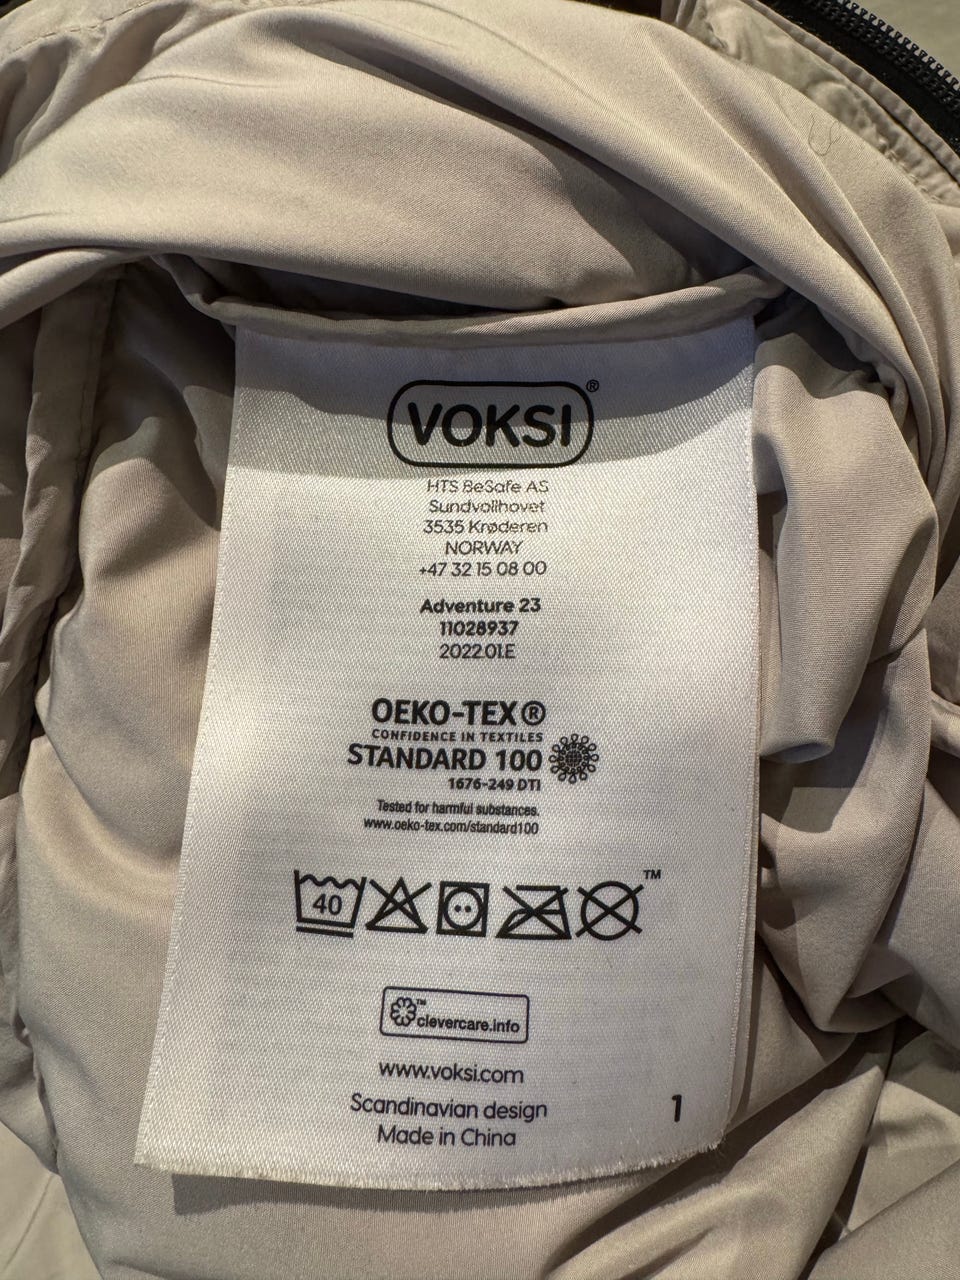 VOKSI®
HTS BeSafe AS
Sundvollhovet
3535 Krøderen
NORWAY
+47 32 15 08 00
Adventure 23
11028937
2022.01.E
OEKO-TEX®
CONFIDENCE IN TEXTILES
STANDARD 100
1676-249 DTI
Tested for harmful substances.
www.oeko-tex.com/standard100
40 ™
™ clevercare.info
www.voksi.com
Scandinavian design
Made in China
1